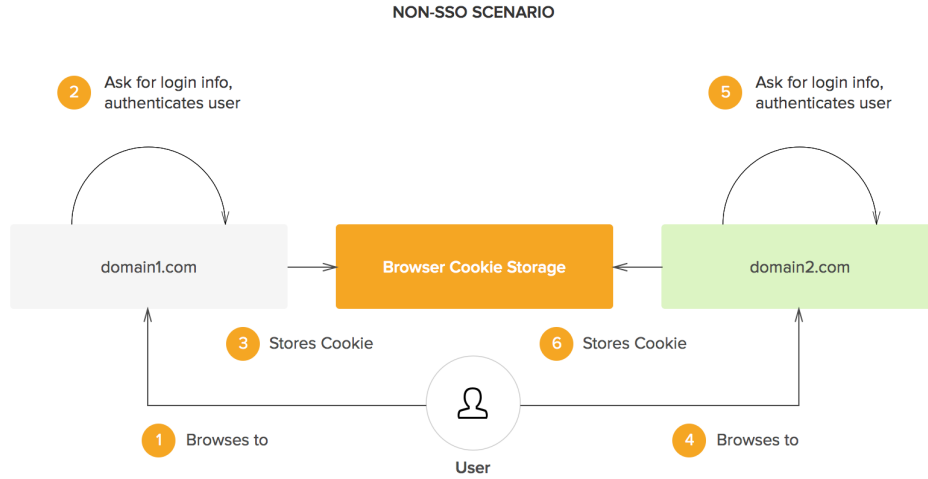 NON-SSO SCENARIO
2
Ask for login info,
authenticates user
5
Ask for login info,
authenticates user
domain1.com
Browser Cookie Storage
domain2.com
3
Stores Cookie
6
Stores Cookie
1
Browses to
4
Browses to
User